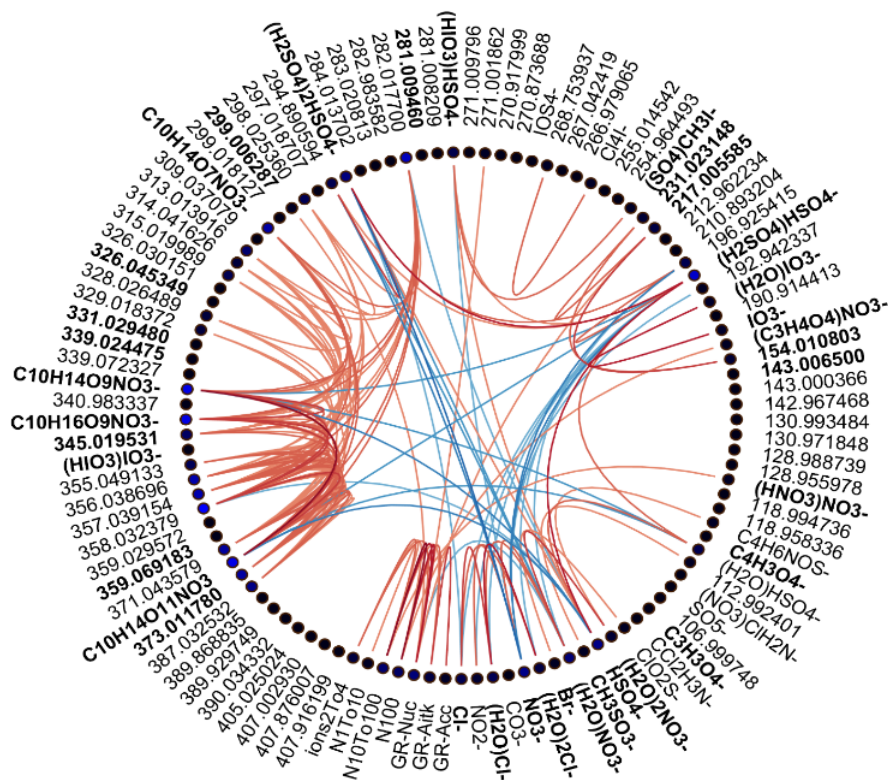 (HIO3)HSO4-
271.009796
271.001862
270.917999
270.873688
IOS4-
268.753937
267.042419
266.979065
Cl4I-
255.014542
254.964493
(SO4)CH3I-
231.023148
217.005585
212.962234
210.893204
196.925415
(H2SO4)HSO4-
192.942337
(H2O)IO3-
190.914413
IO3-
(C3H4O4)NO3-
154.010803
143.006500
143.000366
142.967468
130.993484
130.971848
128.988739
128.955978
(HNO3)NO3-
118.994736
118.958336
C4H6NOS-
C4H3O4-
(H2O)HSO4-
112.992401
(NO3)ClH2N-
SO5-
106.999748
C3H3O4-
CCl2H3N-
ClO2S-
(H2O)2NO3-
HSO4-
CH3SO3-
(H2O)NO3-
Br-
(H2O)2Cl-
NO3-
CO3-
(H2O)Cl-
NO2-
Cl-
GR-Acc
GR-Aitk
GR-Nuc
N100
N10To100
N1To10
ions2To4
407.916199
407.876007
407.002930
405.025024
390.034332
389.929749
389.868835
387.032532
373.011780
C10H14O11NO3
371.043579
359.069183
359.029572
358.032379
357.039154
356.038696
355.049133
(HIO3)IO3-
345.019531
C10H16O9NO3-
340.983337
C10H14O9NO3-
339.072327
339.024475
331.029480
329.018372
328.026489
326.045349
326.030151
315.019989
314.041626
313.013916
309.037079
C10H14O7NO3-
299.018127
299.006287
298.025360
297.018707
294.890594
(H2SO4)2HSO4-
284.013702
283.020813
282.983582
282.017700
281.009460
281.008209